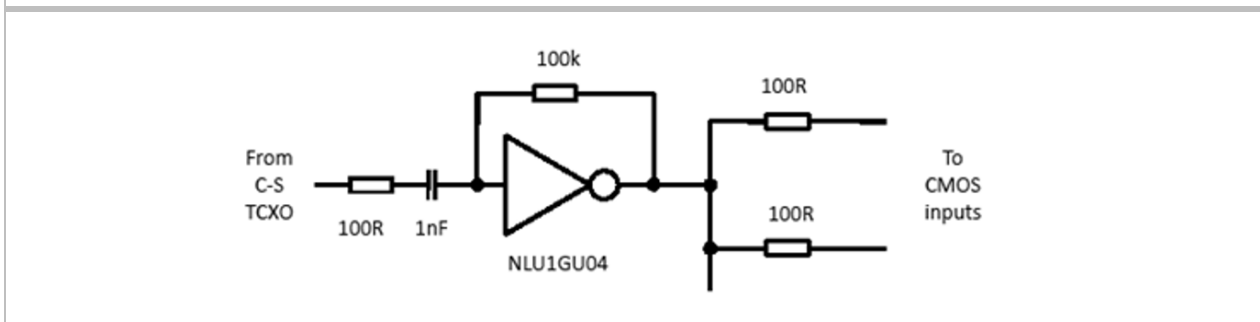 100k
100R
From
C-S
TCXO
100R
1nF
NLU1GU04
100R
To
CMOS
inputs